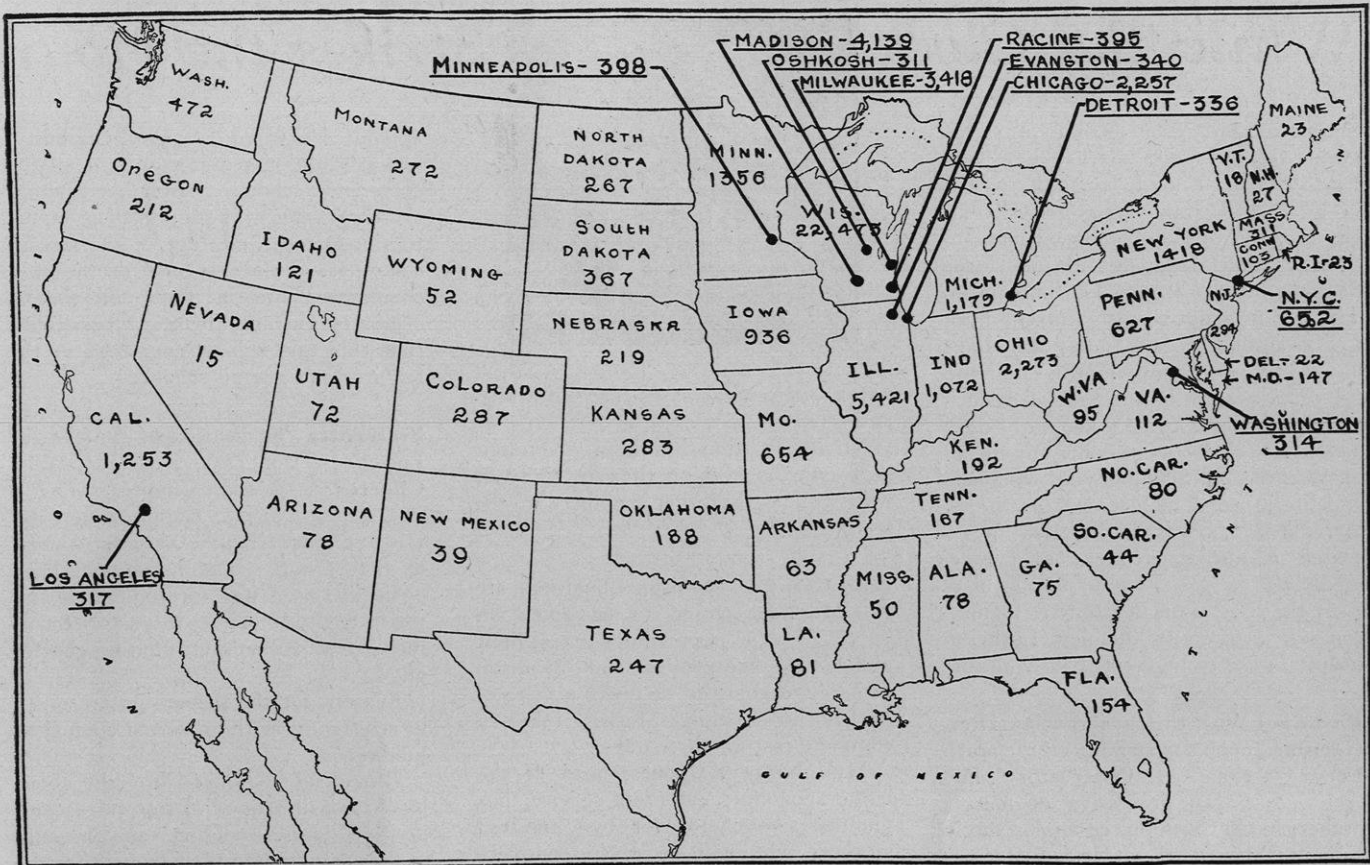 MADISON-4,139
OSHKOSH-311
MILWAUKEE-3,418
MINNEAPOLIS-398
RACINE-395
EVANSTON-340
CHICAGO-2,257
DETROIT-336
WASH.
472
OREGON
212
MONTANA
272
IDAHO
121
WYOMING
52
NEVADA
15
UTAH
72
COLORADO
287
CAL.
1,253
ARIZONA
78
NEW MEXICO
39
LOS ANGELES
317
NORTH
DAKOTA
267
SOUTH
DAKOTA
367
NEBRASKA
219
KANSAS
283
OKLAHOMA
188
TEXAS
247
MINN.
1356
IOWA
936
MO.
654
ARKANSAS
63
LA.
81
WIS.
22,473
ILL.
5,421
MICH.
1,179
IND
1,072
OHIO
2,273
KEN.
192
TENN.
167
MISS.
50
ALA.
78
GA.
75
FLA.
154
SO.CAR.
44
NO.CAR.
80
W.VA
95
VA.
112
PENN.
627
NEW YORK
1418
MAINE
23
V.T.
18
N.H.
27
MASS.
311
CONN
103
R.I-23
N.Y.C.
652
N.J.
294
DEL.-22
M.D.-147
WASHINGTON
314
GULF OF MEXICO